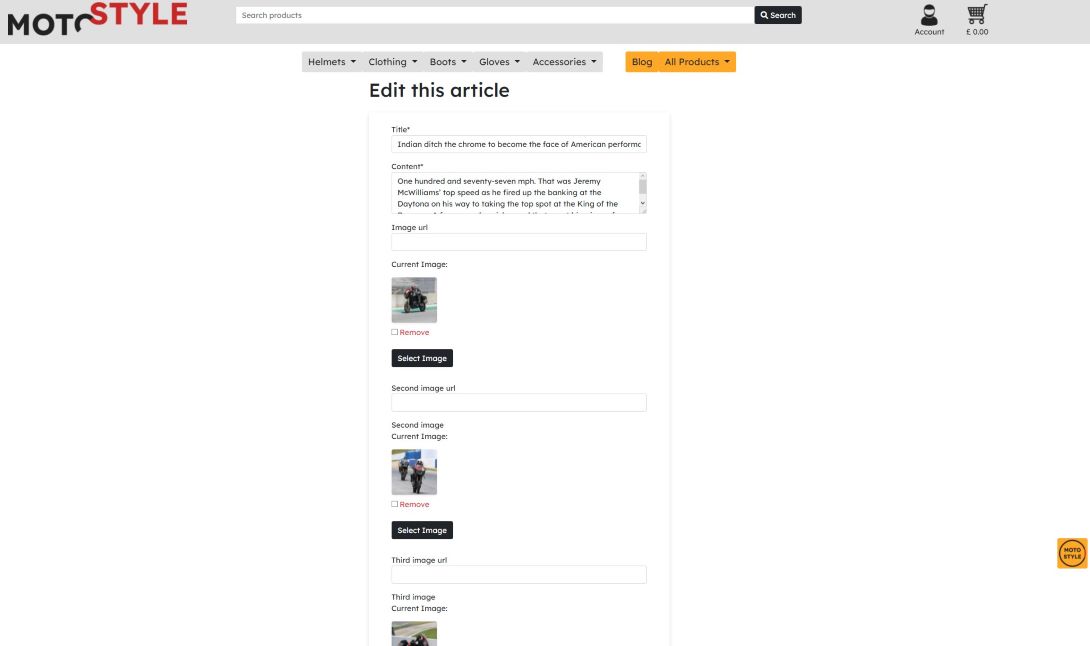 MOTO STYLE
Search products
Search
Account
£ 0.00
Helmets Clothing Boots Gloves Accessories Blog All Products
Edit this article
Title*
Indian ditch the chrome to become the face of American performa
Content*
One hundred and seventy-seven mph. That was Jeremy
McWilliams' top speed as he fired up the banking at the
Daytona on his way to taking the top spot at the King of the
Image url
Current Image:
Remove
Select Image
Second image url
Second image
Current Image:
Remove
Select Image
Third image url
Third image
Current Image:
MOTO
STYLE